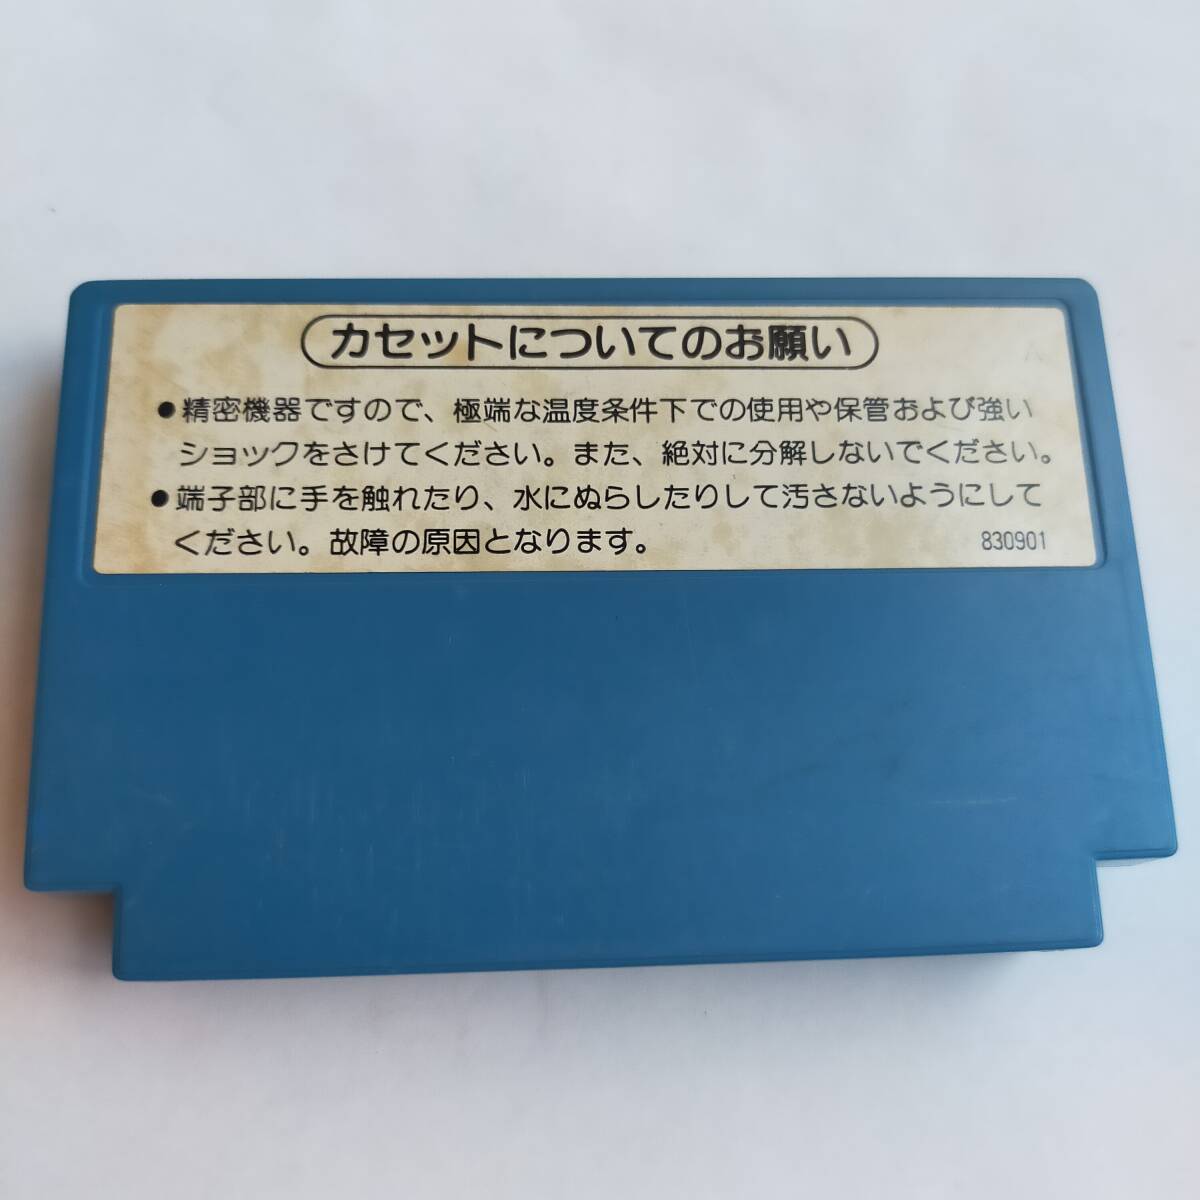 カセットについてのお願い
●精密機器ですので、極端な温度条件下での使用や保管および強い
ショックをさけてください。また、絶対に分解しないでください。
●端子部に手を触れたり、水にぬらしたりして汚さないようにして
ください。故障の原因となります。
830901